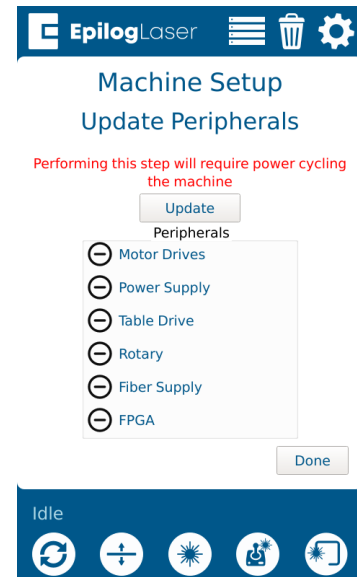 EpilogLaser
Machine Setup
Update Peripherals
Performing this step will require power cycling
the machine
Update
Peripherals
Motor Drives
Power Supply
Table Drive
Rotary
Fiber Supply
FPGA
Done
Idle